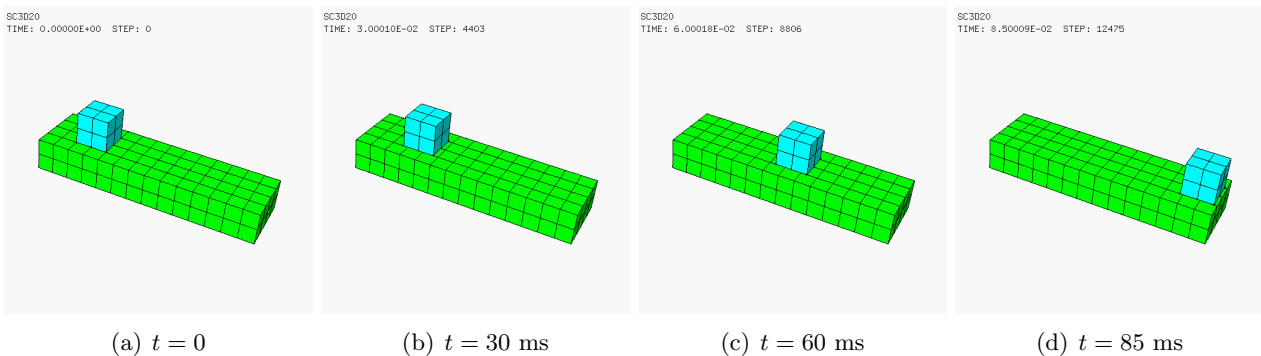 SC3D20
TIME: 0.00000E+00 STEP: 0
SC3D20
TIME: 3.00010E-02 STEP: 4403
SC3D20
TIME: 6.00018E-02 STEP: 8806
SC3D20
TIME: 8.50009E-02 STEP: 12475
(a) t = 0
(b) t = 30 ms
(c) t = 60 ms
(d) t = 85 ms